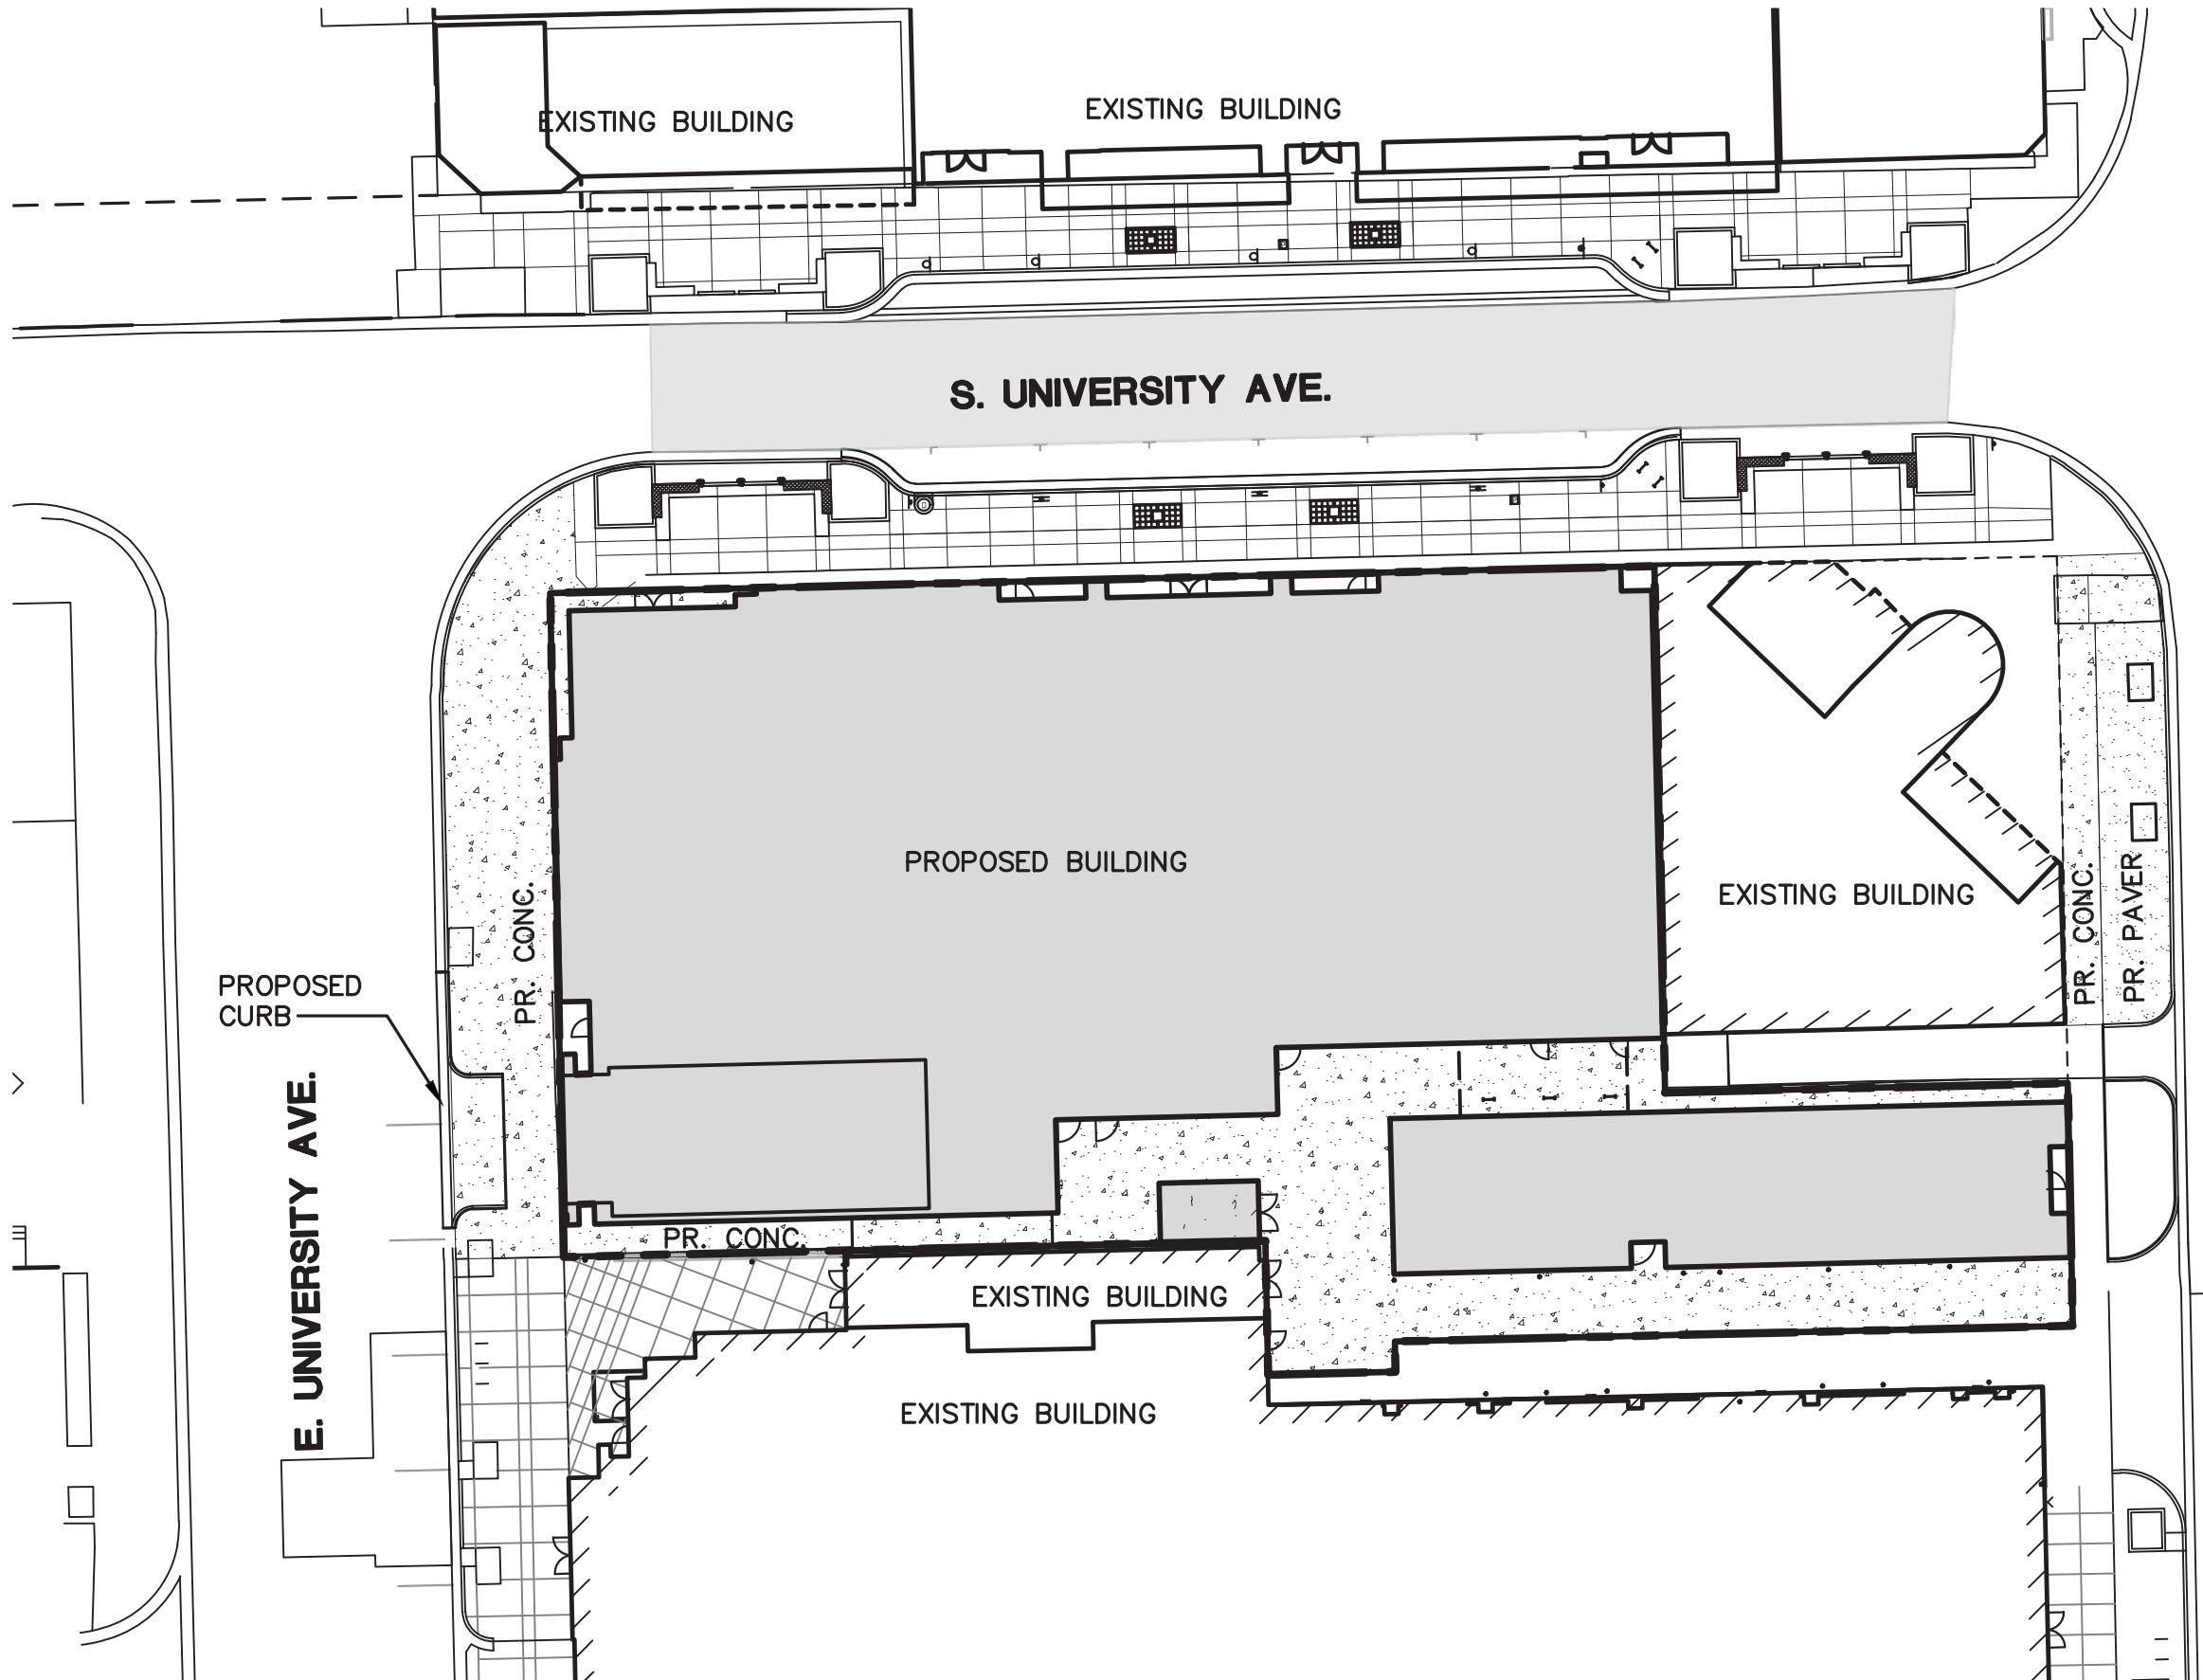 EXISTING BUILDING
EXISTING BUILDING
S. UNIVERSITY AVE.
PROPOSED BUILDING
EXISTING BUILDING
PR. CONC.
PR. CONC.
PR. PAVER
PROPOSED
CURB
E. UNIVERSITY AVE.
PR. CONC.
EXISTING BUILDING
EXISTING BUILDING